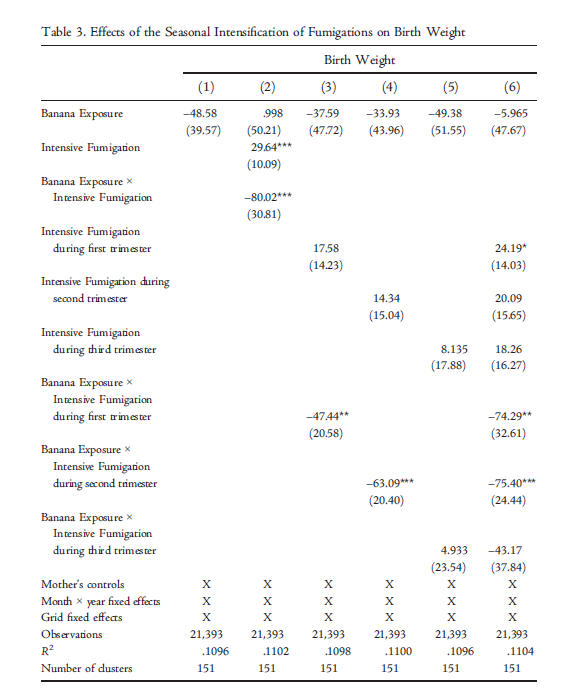 Table 3. Effects of the Seasonal Intensification of Fumigations on Birth Weight
Birth Weight
(1) (2) (3) (4) (5) (6)
Banana Exposure −48.58 .998 −37.59 −33.93 −49.38 −5.965
(39.57) (50.21) (47.72) (43.96) (51.55) (47.67)
Intensive Fumigation 29.64***
(10.09)
Banana Exposure ×
Intensive Fumigation −80.02***
(30.81)
Intensive Fumigation
during first trimester 17.58 24.19*
(14.23) (14.03)
Intensive Fumigation during
second trimester 14.34 20.09
(15.04) (15.65)
Intensive Fumigation
during third trimester 8.135 18.26
(17.88) (16.27)
Banana Exposure ×
Intensive Fumigation
during first trimester −47.44** −74.29**
(20.58) (32.61)
Banana Exposure ×
Intensive Fumigation
during second trimester −63.09*** −75.40***
(20.40) (24.44)
Banana Exposure ×
Intensive Fumigation
during third trimester 4.933 −43.17
(23.54) (37.84)
Mother's controls X X X X X X
Month × year fixed effects X X X X X X
Grid fixed effects X X X X X X
Observations 21,393 21,393 21,393 21,393 21,393 21,393
R² .1096 .1102 .1098 .1100 .1096 .1104
Number of clusters 151 151 151 151 151 151